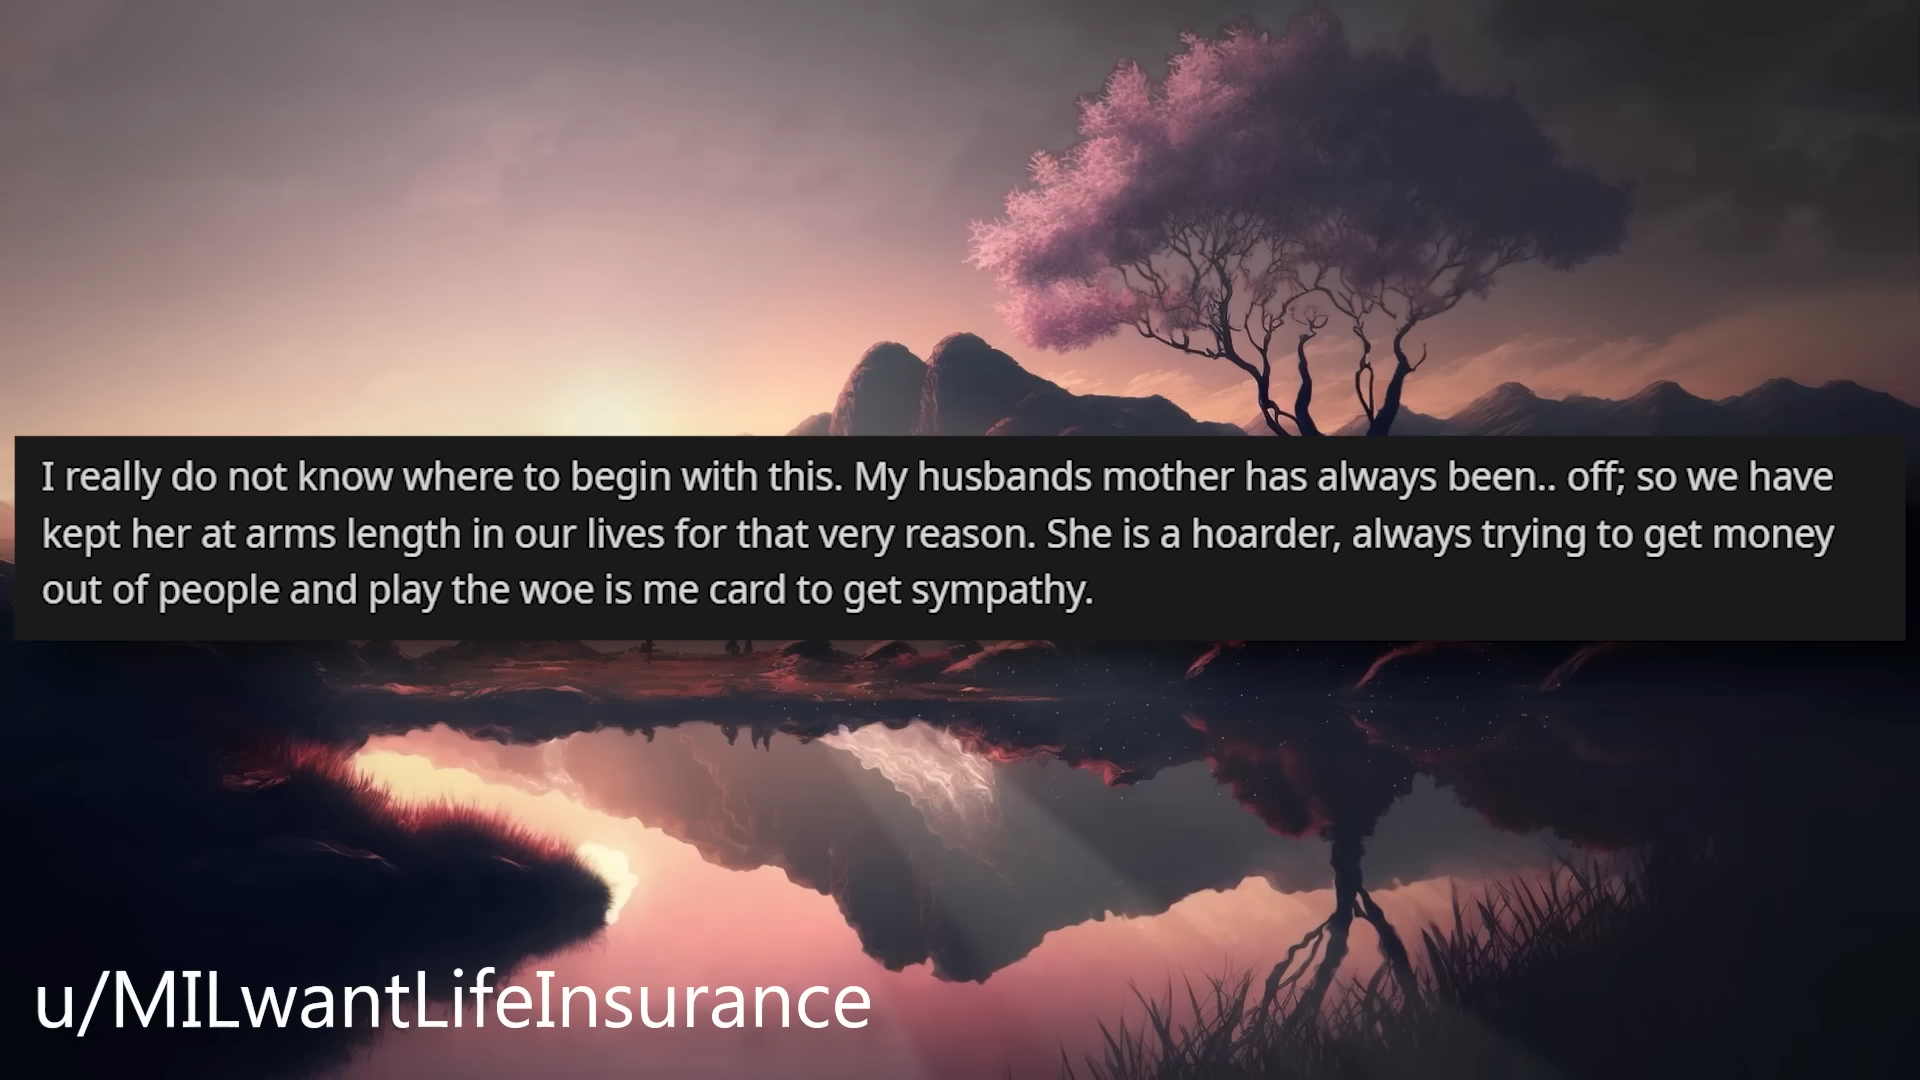 I really do not know where to begin with this. My husbands mother has always been.. off; so we have
kept her at arms length in our lives for that very reason. She is a hoarder, always trying to get money
out of people and play the woe is me card to get sympathy.
u/MILwantLifeInsurance